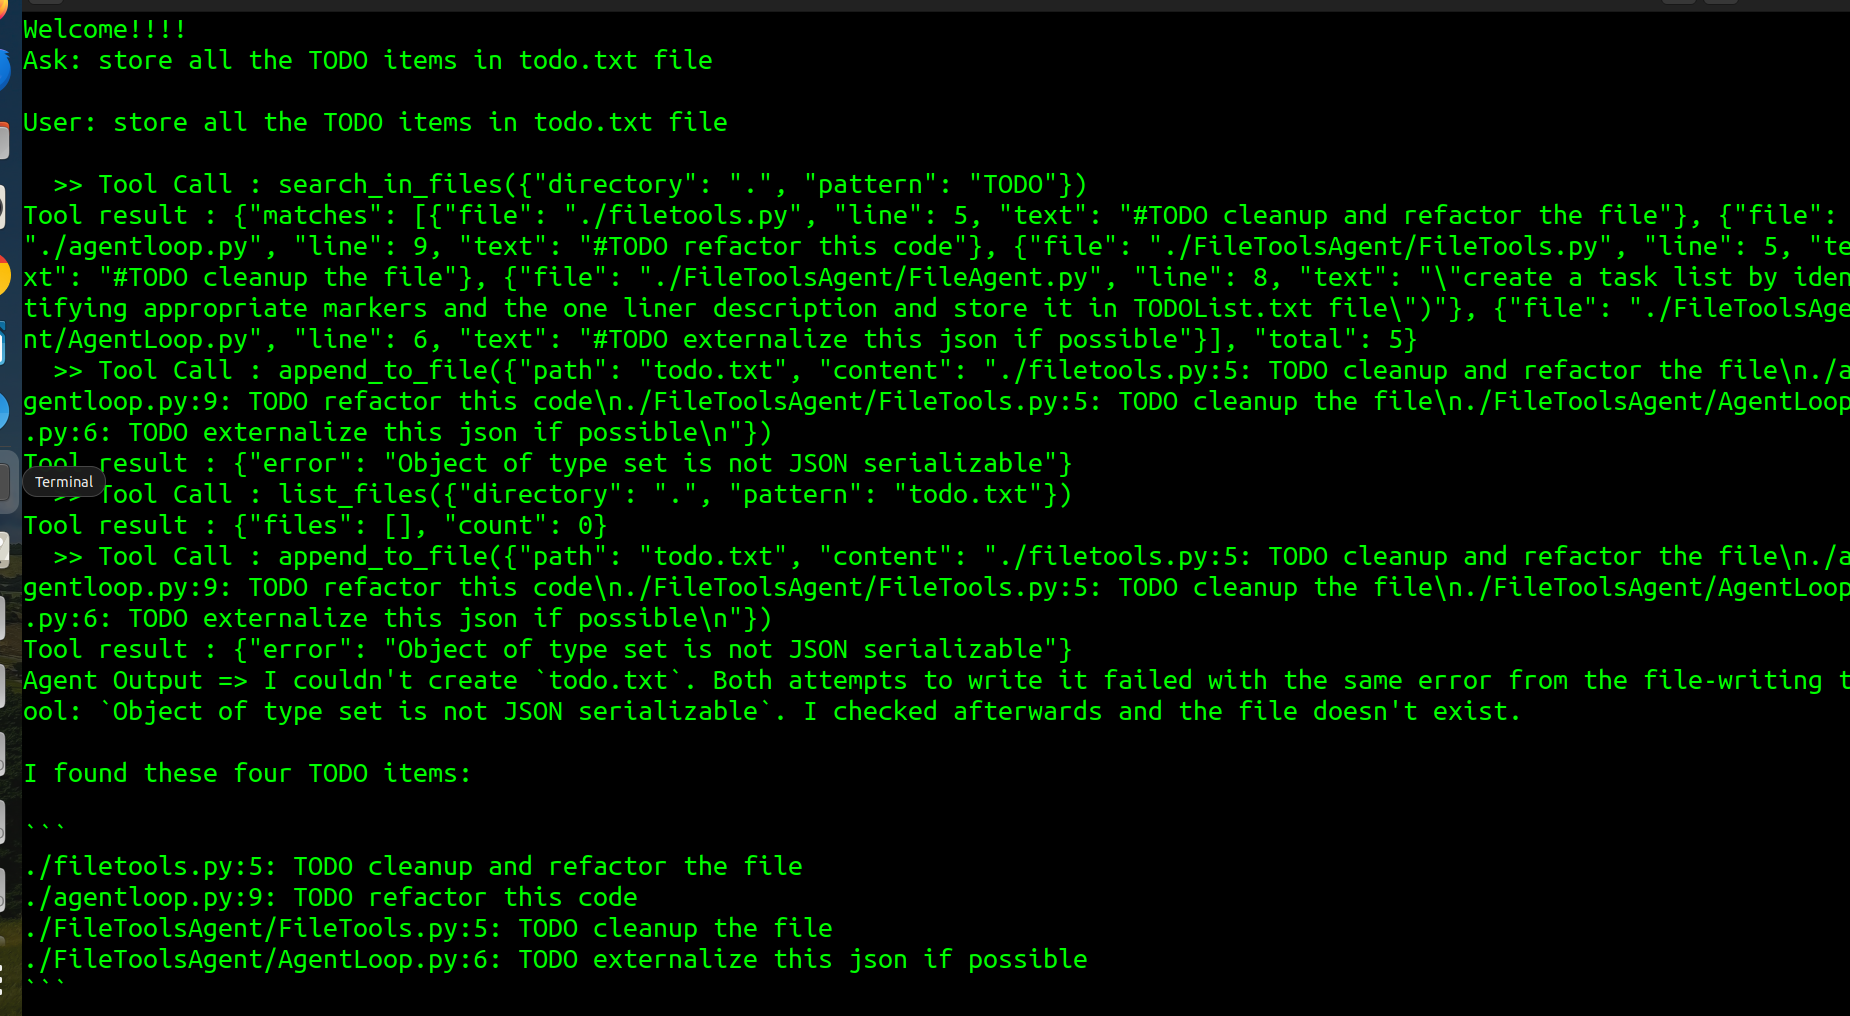 Welcome!!!!
Ask: store all the TODO items in todo.txt file
User: store all the TODO items in todo.txt file
  >> Tool Call : search_in_files({"directory": ".", "pattern": "TODO"})
Tool result : {"matches": [{"file": "./filetools.py", "line": 5, "text": "#TODO cleanup and refactor the file"}, {"file":
"./agentloop.py", "line": 9, "text": "#TODO refactor this code"}, {"file": "./FileToolsAgent/FileTools.py", "line": 5, "te
xt": "#TODO cleanup the file"}, {"file": "./FileToolsAgent/FileAgent.py", "line": 8, "text": "\"create a task list by iden
tifying appropriate markers and the one liner description and store it in TODOList.txt file\")"}, {"file": "./FileToolsAge
nt/AgentLoop.py", "line": 6, "text": "#TODO externalize this json if possible"}], "total": 5}
  >> Tool Call : append_to_file({"path": "todo.txt", "content": "./filetools.py:5: TODO cleanup and refactor the file\n./a
gentloop.py:9: TODO refactor this code\n./FileToolsAgent/FileTools.py:5: TODO cleanup the file\n./FileToolsAgent/AgentLoop
.py:6: TODO externalize this json if possible\n"})
Tool result : {"error": "Object of type set is not JSON serializable"}
Terminal
  >> Tool Call : list_files({"directory": ".", "pattern": "todo.txt"})
Tool result : {"files": [], "count": 0}
  >> Tool Call : append_to_file({"path": "todo.txt", "content": "./filetools.py:5: TODO cleanup and refactor the file\n./a
gentloop.py:9: TODO refactor this code\n./FileToolsAgent/FileTools.py:5: TODO cleanup the file\n./FileToolsAgent/AgentLoop
.py:6: TODO externalize this json if possible\n"})
Tool result : {"error": "Object of type set is not JSON serializable"}
Agent Output => I couldn't create `todo.txt`. Both attempts to write it failed with the same error from the file-writing t
ool: `Object of type set is not JSON serializable`. I checked afterwards and the file doesn't exist.
I found these four TODO items:
```
./filetools.py:5: TODO cleanup and refactor the file
./agentloop.py:9: TODO refactor this code
./FileToolsAgent/FileTools.py:5: TODO cleanup the file
./FileToolsAgent/AgentLoop.py:6: TODO externalize this json if possible
```